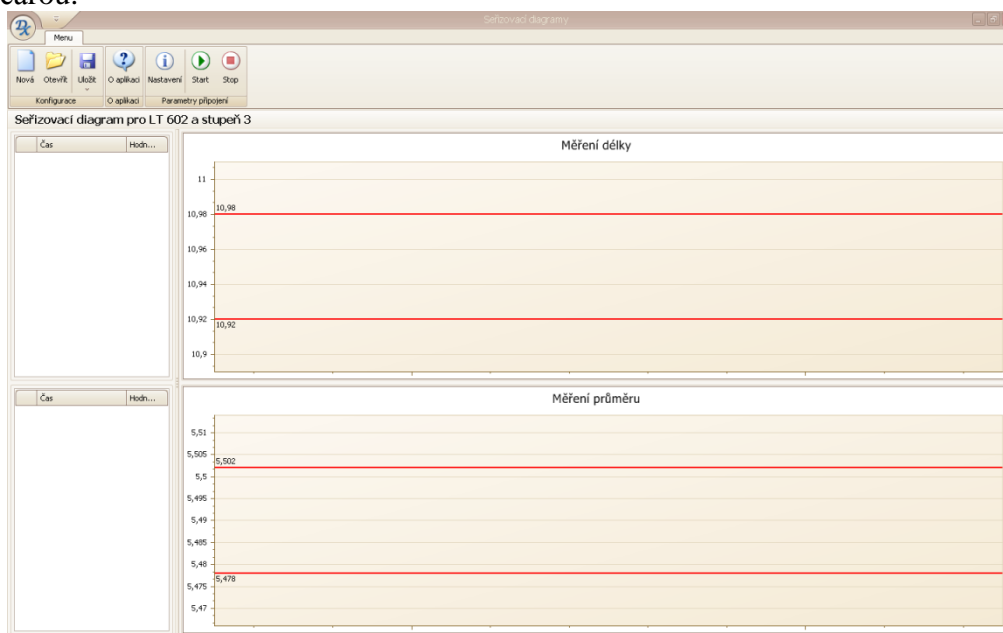 čarou.
Seřizovací diagramy
Menu
Nová Otevřít Uložit O aplikaci Nastavení Start Stop
Konfigurace O aplikaci Parametry připojení
Seřizovací diagram pro LT 602 a stupeň 3
Čas Hodn...
Měření délky
11
10,98 10,98
10,96
10,94
10,92 10,92
10,9
Čas Hodn...
Měření průměru
5,51
5,505
5,502
5,5
5,495
5,49
5,485
5,48
5,478
5,475
5,47